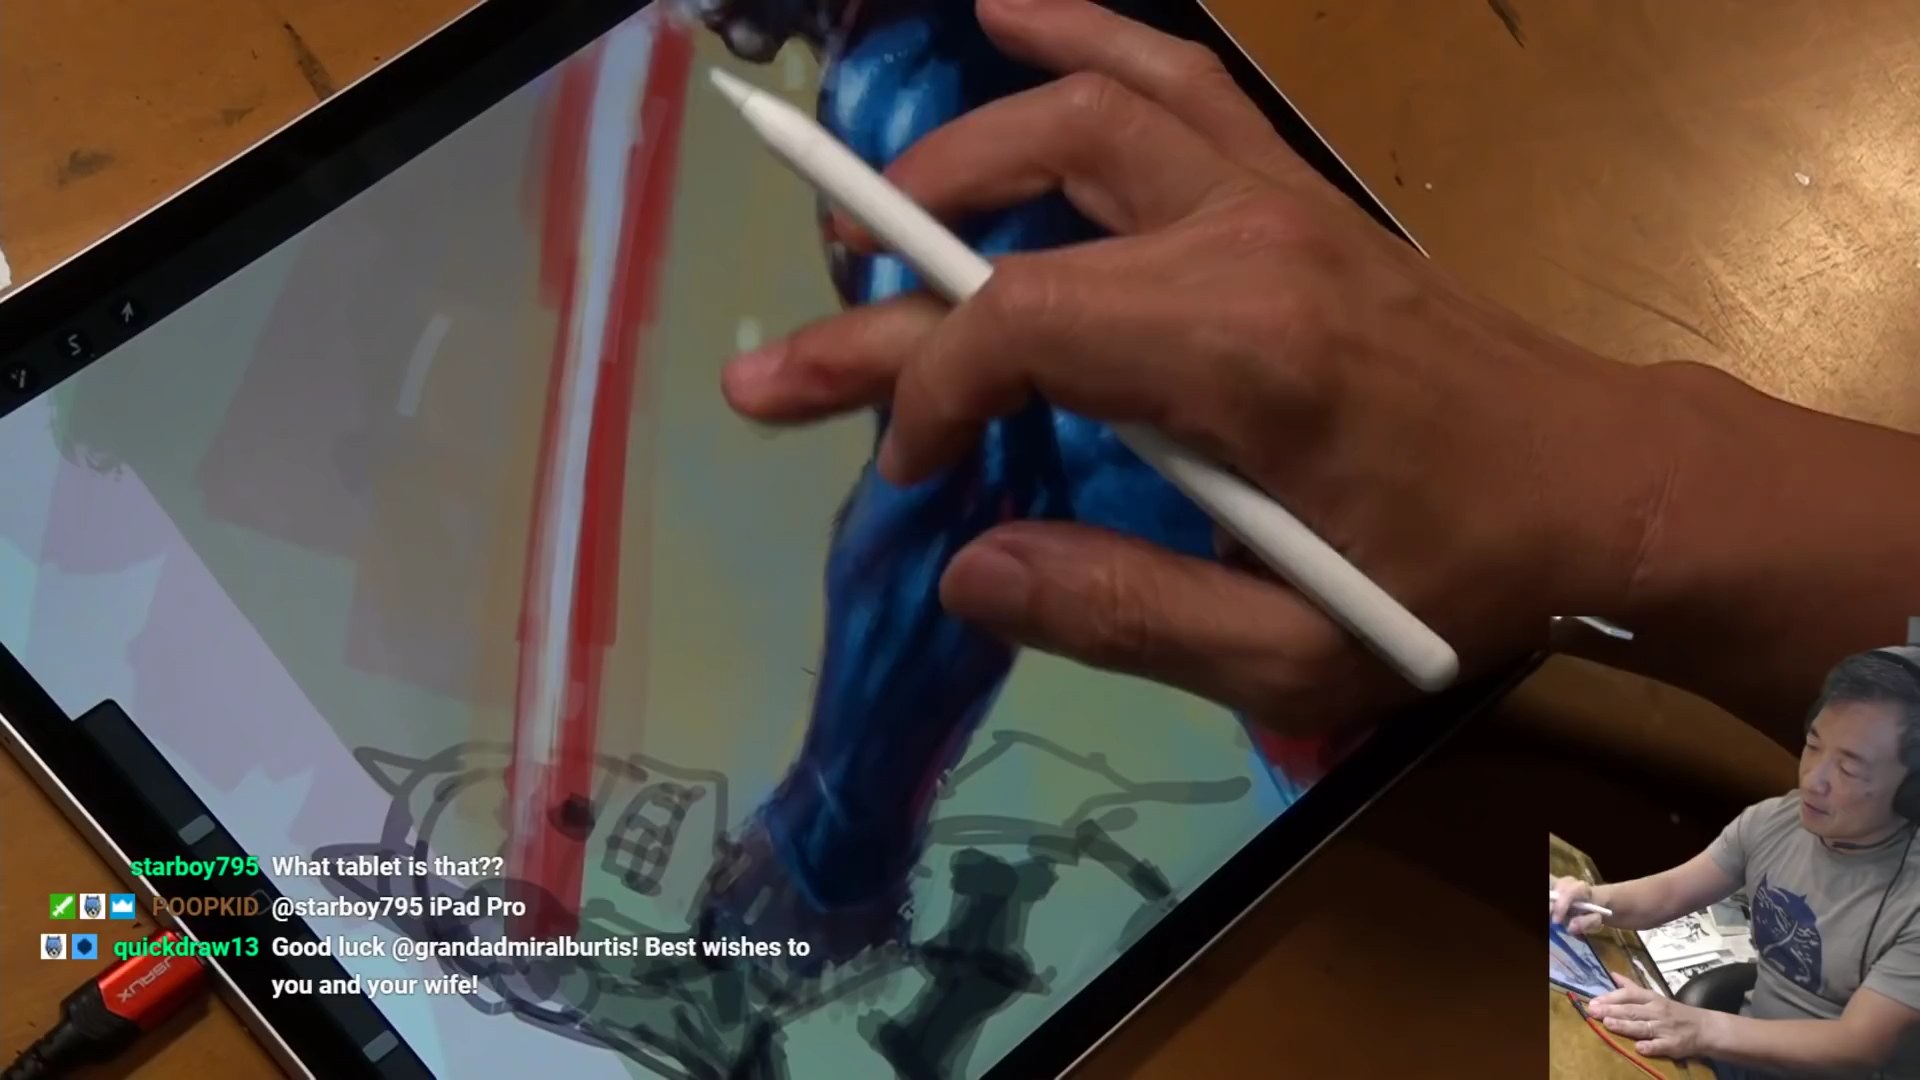 starboy795 What tablet is that??
POOPKID @starboy795 iPad Pro
quickdraw13 Good luck @grandadmiralburtis! Best wishes to
you and your wife!
JSAUX
S